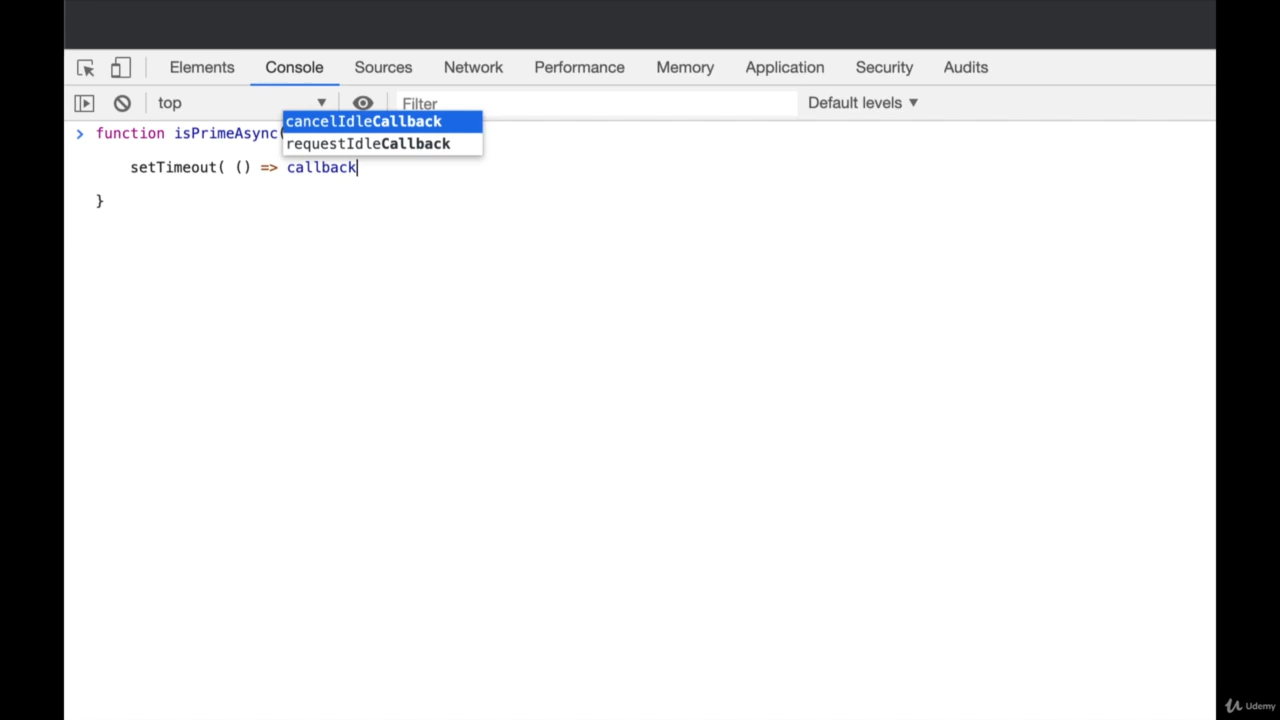 Elements Console Sources Network Performance Memory Application Security Audits
top Filter Default levels
cancelIdleCallback
> function isPrimeAsync(
requestIdleCallback
setTimeout( () => callback
}
Udemy